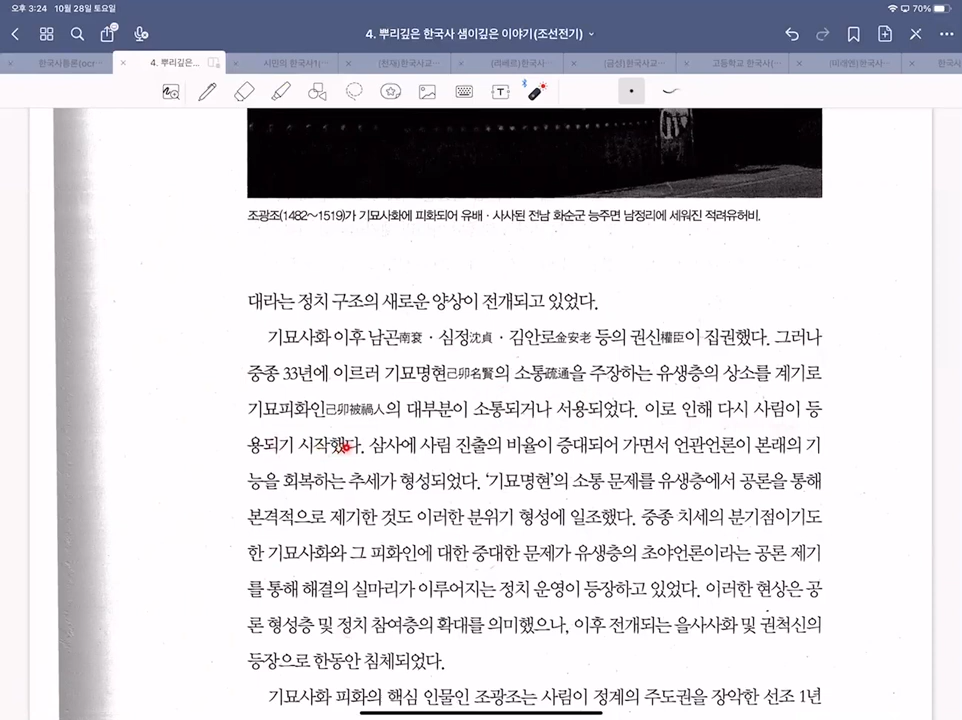 오후 3:24 10월 28일 토요일
70%
4. 뿌리깊은 한국사 샘이깊은 이야기(조선전기)
한국사통론(ocr
4. 뿌리깊은...
시민의 한국사1(...
(천재)한국사교...
(리베르)한국사...
(금성)한국사교...
고등학교 한국사(...
(미래엔)한국사...
한국사
조광조(1482~1519)가 기묘사화에 피화되어 유배·사사된 전남 화순군 능주면 남정리에 세워진 적려유허비.
대라는 정치 구조의 새로운 양상이 전개되고 있었다.
기묘사화 이후 남곤南袞·심정沈貞·김안로金安老 등의 권신權臣이 집권했다. 그러나
중종 33년에 이르러 기묘명현己卯名賢의 소통疏通을 주장하는 유생층의 상소를 계기로
기묘피화인己卯被禍人의 대부분이 소통되거나 서용되었다. 이로 인해 다시 사림이 등
용되기 시작했다. 삼사에 사림 진출의 비율이 증대되어 가면서 언관언론이 본래의 기
능을 회복하는 추세가 형성되었다. ‘기묘명현’의 소통 문제를 유생층에서 공론을 통해
본격적으로 제기한 것도 이러한 분위기 형성에 일조했다. 중종 치세의 분기점이기도
한 기묘사화와 그 피화인에 대한 중대한 문제가 유생층의 초야언론이라는 공론 제기
를 통해 해결의 실마리가 이루어지는 정치 운영이 등장하고 있었다. 이러한 현상은 공
론 형성층 및 정치 참여층의 확대를 의미했으나, 이후 전개되는 을사사화 및 권척신의
등장으로 한동안 침체되었다.
기묘사화 피화의 핵심 인물인 조광조는 사림이 정계의 주도권을 장악한 선조 1년